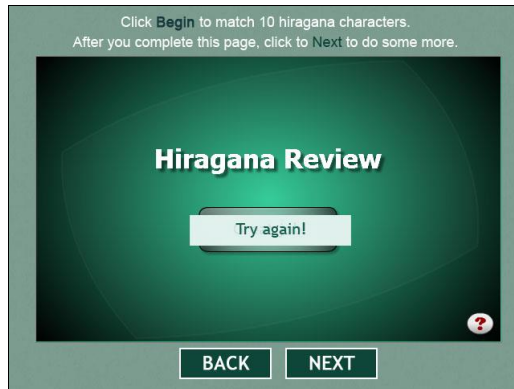 Click Begin to match 10 hiragana characters.
After you complete this page, click to Next to do some more.
Hiragana Review
Try again!
?
BACK NEXT